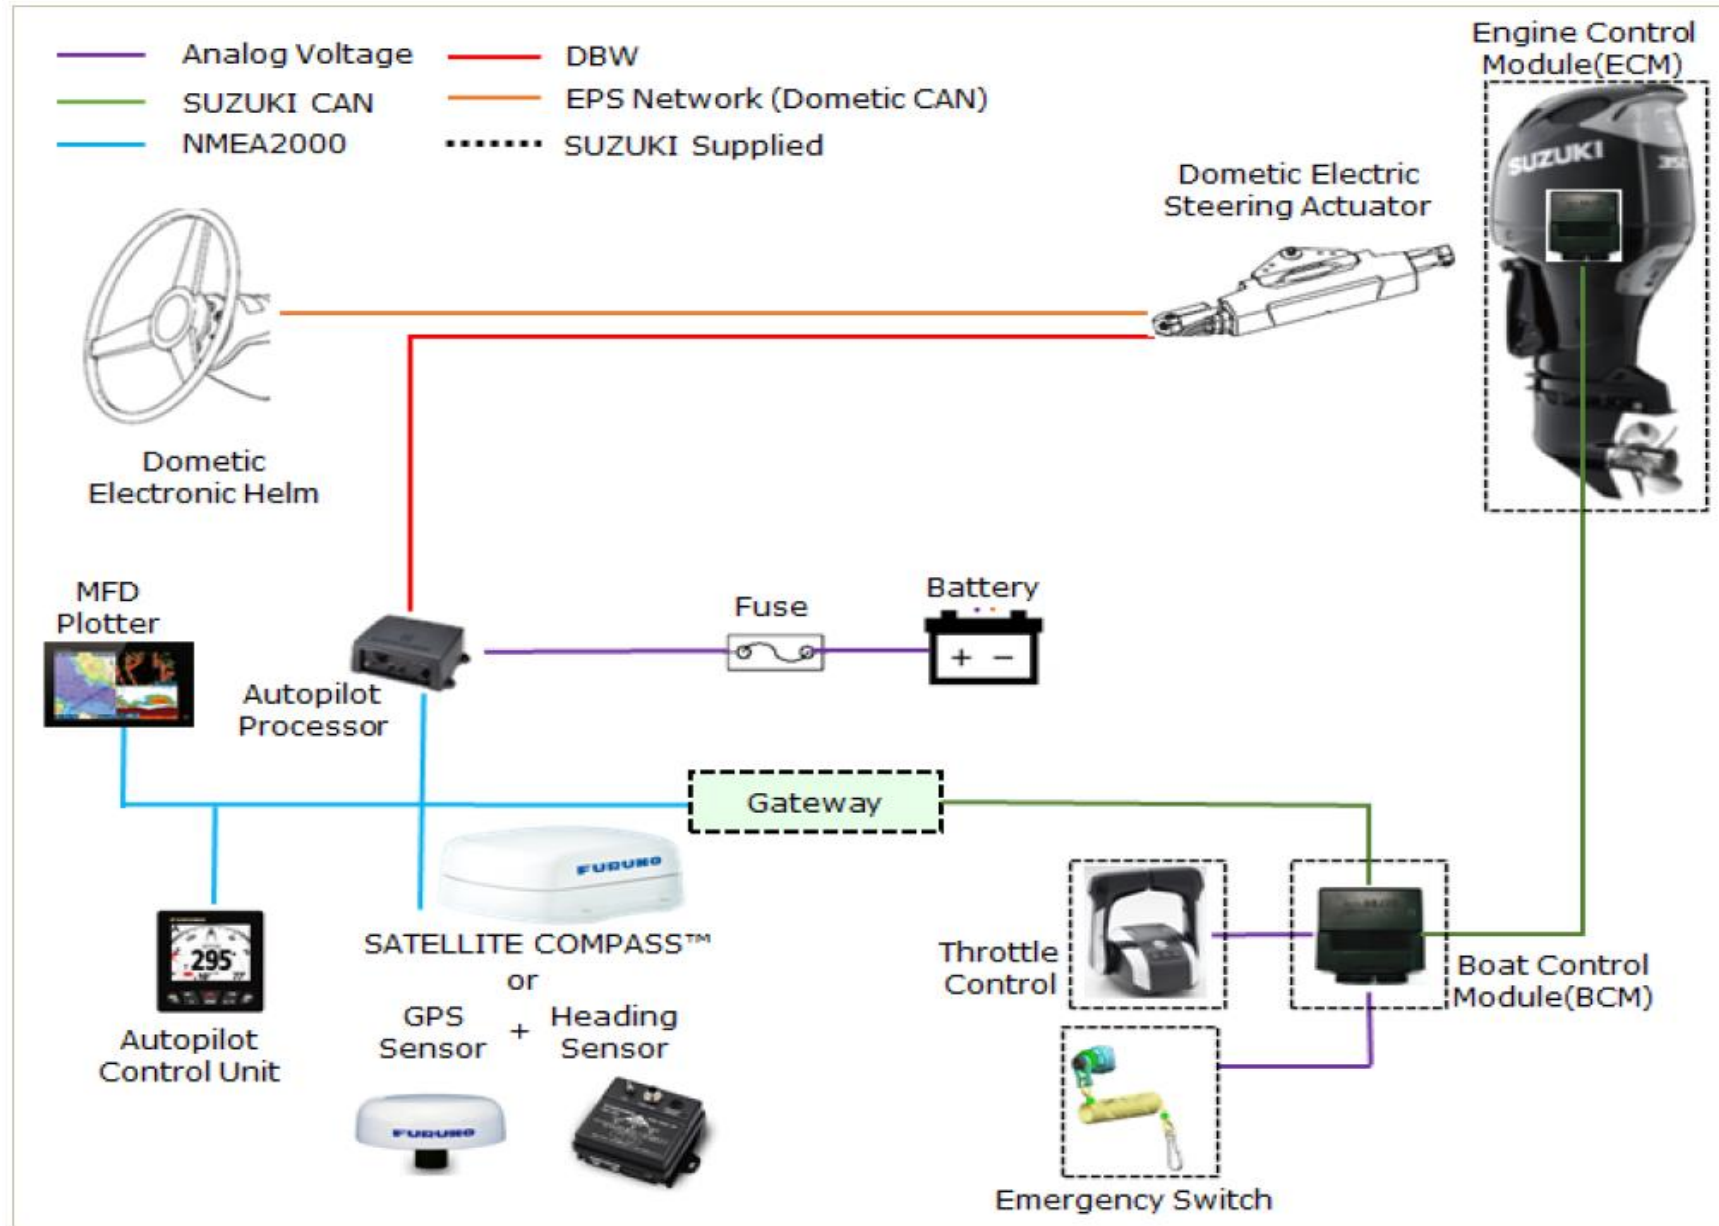 Analog Voltage
DBW
SUZUKI CAN
EPS Network (Dometic CAN)
NMEA2000
SUZUKI Supplied
Engine Control
Module(ECM)
SUZUKI
350
Dometic Electric
Steering Actuator
Dometic
Electronic Helm
MFD
Plotter
Autopilot
Processor
Fuse
Battery
+ −
Gateway
FURUNO
SATELLITE COMPASS™
or
GPS
Sensor
+
Heading
Sensor
FURUNO
295°
Autopilot
Control Unit
Throttle
Control
Boat Control
Module(BCM)
Emergency Switch